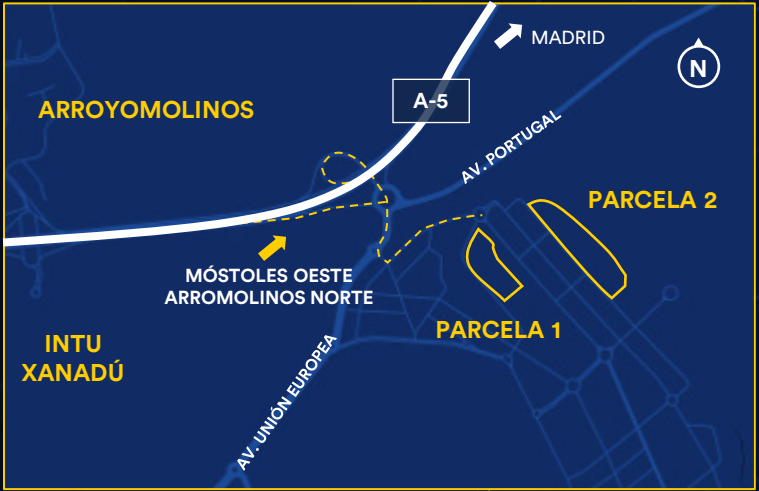 MADRID
N
A-5
ARROYOMOLINOS
AV. PORTUGAL
PARCELA 2
MÓSTOLES OESTE
ARROMOLINOS NORTE
PARCELA 1
INTU
XANADÚ
AV. UNIÓN EUROPEA